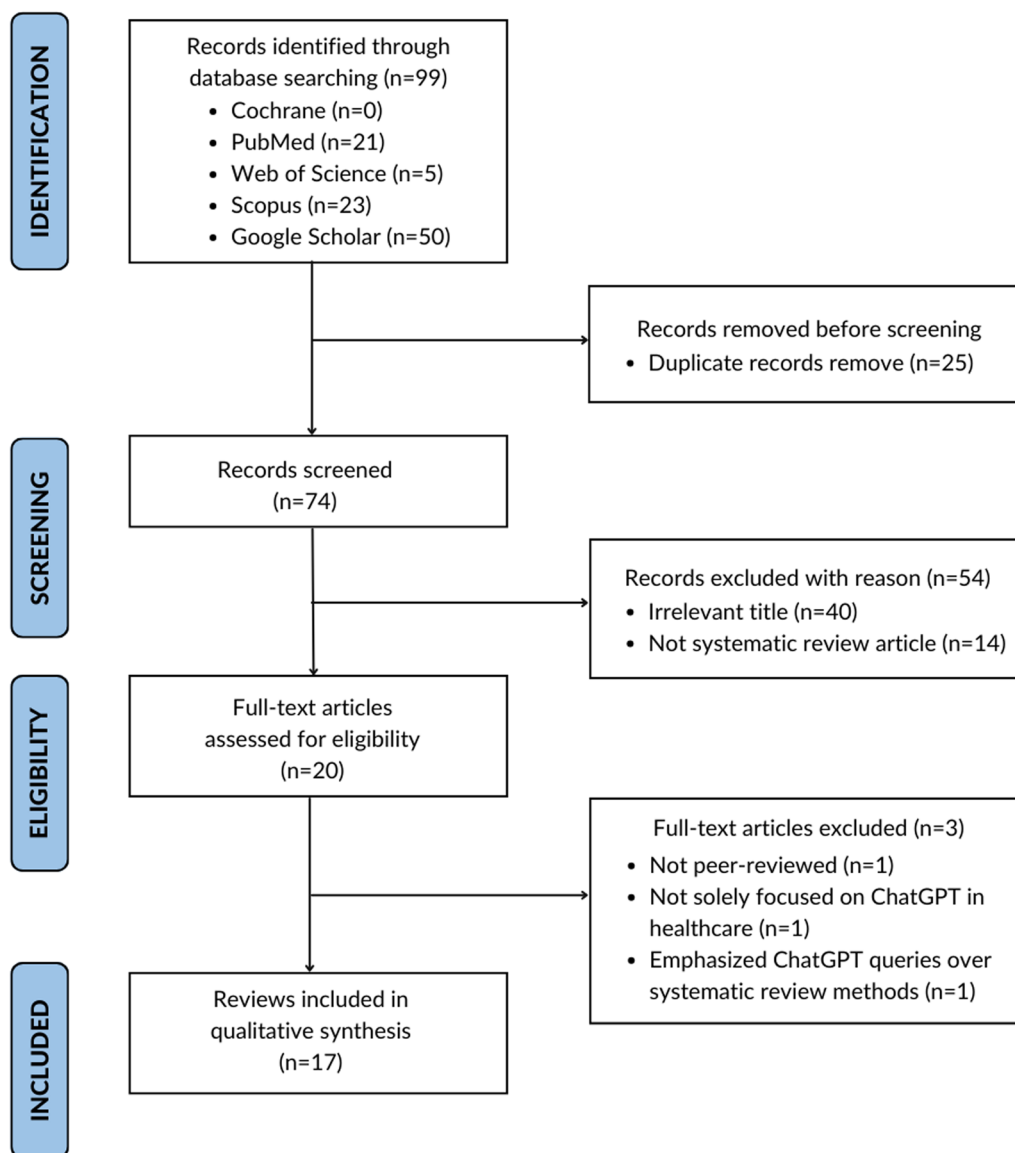 IDENTIFICATION
Records identified through
database searching (n=99)
• Cochrane (n=0)
• PubMed (n=21)
• Web of Science (n=5)
• Scopus (n=23)
• Google Scholar (n=50)
Records removed before screening
• Duplicate records remove (n=25)
SCREENING
Records screened
(n=74)
Records excluded with reason (n=54)
• Irrelevant title (n=40)
• Not systematic review article (n=14)
ELIGIBILITY
Full-text articles
assessed for eligibility
(n=20)
Full-text articles excluded (n=3)
• Not peer-reviewed (n=1)
• Not solely focused on ChatGPT in
healthcare (n=1)
• Emphasized ChatGPT queries over
systematic review methods (n=1)
INCLUDED
Reviews included in
qualitative synthesis
(n=17)